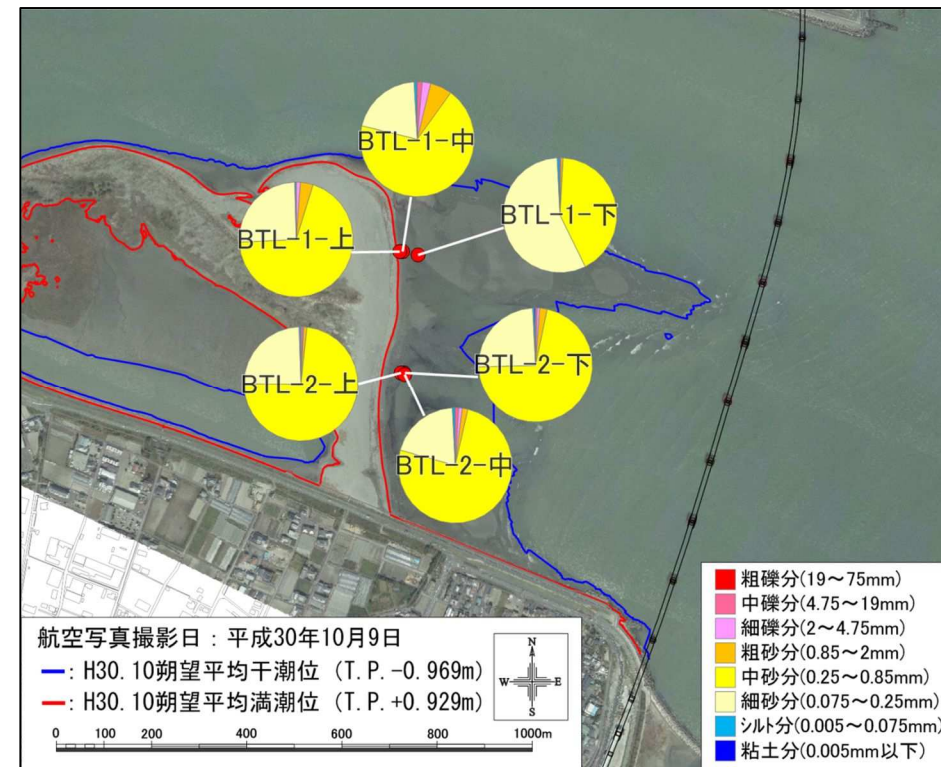 BTL-1-中
BTL-1-下
BTL-1-上
BTL-2-上
BTL-2-下
BTL-2-中
航空写真撮影日：平成30年10月9日
：H30.10朔望平均干潮位 (T.P.-0.969m)
：H30.10朔望平均満潮位 (T.P.+0.929m)
N
W E
S
0 200 400 600 800 1000m
粗礫分(19～75mm)
中礫分(4.75～19mm)
細礫分(2～4.75mm)
粗砂分(0.85～2mm)
中砂分(0.25～0.85mm)
細砂分(0.075～0.25mm)
シルト分(0.005～0.075mm)
粘土分(0.005mm以下)